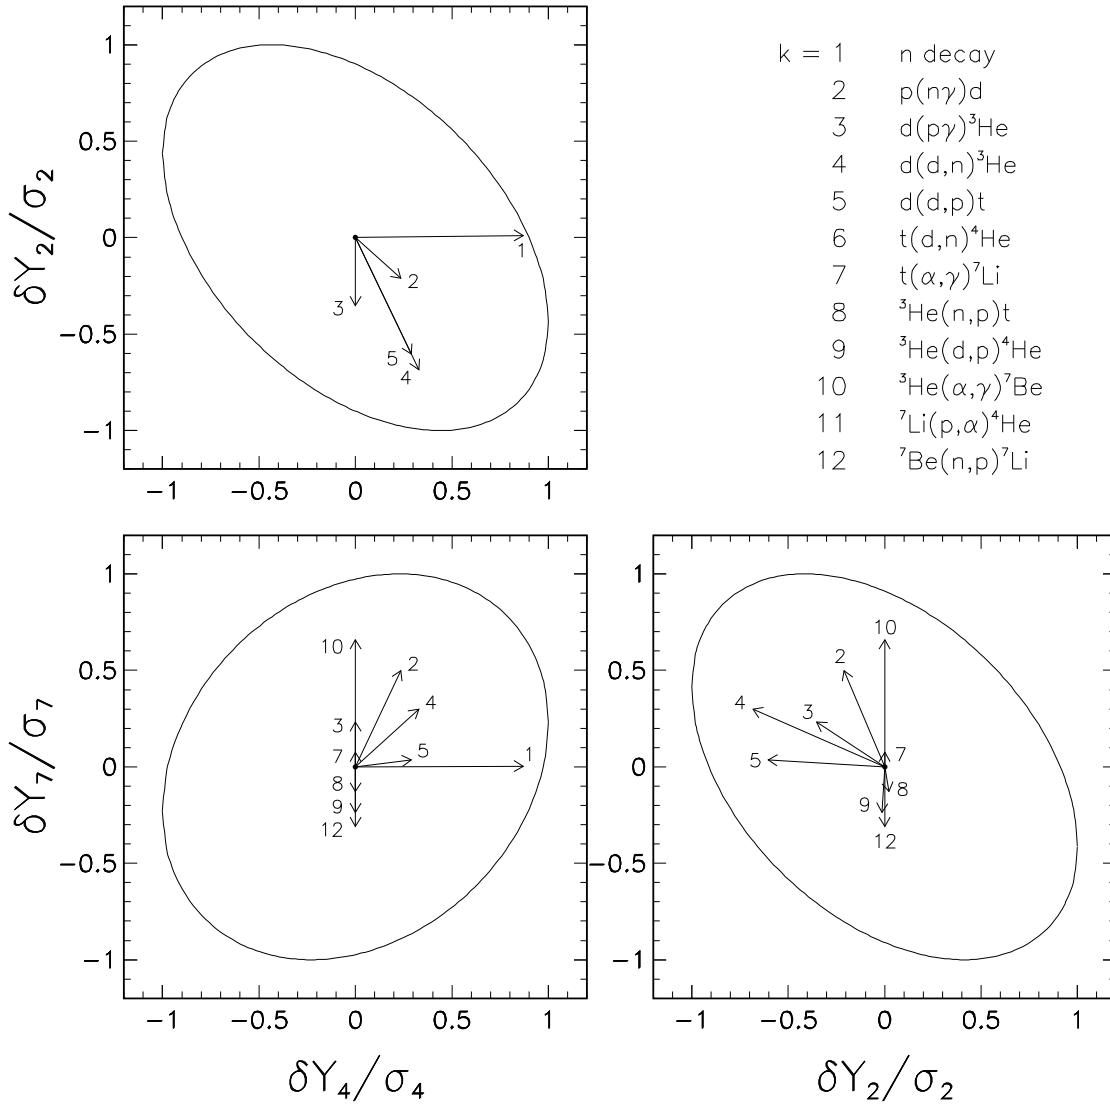 δY₂/σ₂
1
0.5
0
−0.5
−1
−1 −0.5 0 0.5 1
1
2
3
5
4
k = 1 n decay
2 p(nγ)d
3 d(pγ)³He
4 d(d,n)³He
5 d(d,p)t
6 t(d,n)⁴He
7 t(α,γ)⁷Li
8 ³He(n,p)t
9 ³He(d,p)⁴He
10 ³He(α,γ)⁷Be
11 ⁷Li(p,α)⁴He
12 ⁷Be(n,p)⁷Li
δY₇/σ₇
1
0.5
0
−0.5
−1
−1 −0.5 0 0.5 1
10
2
3
4
7
5
1
8
9
12
δY₄/σ₄
1
0.5
0
−0.5
−1
−1 −0.5 0 0.5 1
10
2
4
3
5
7
8
9
12
δY₂/σ₂